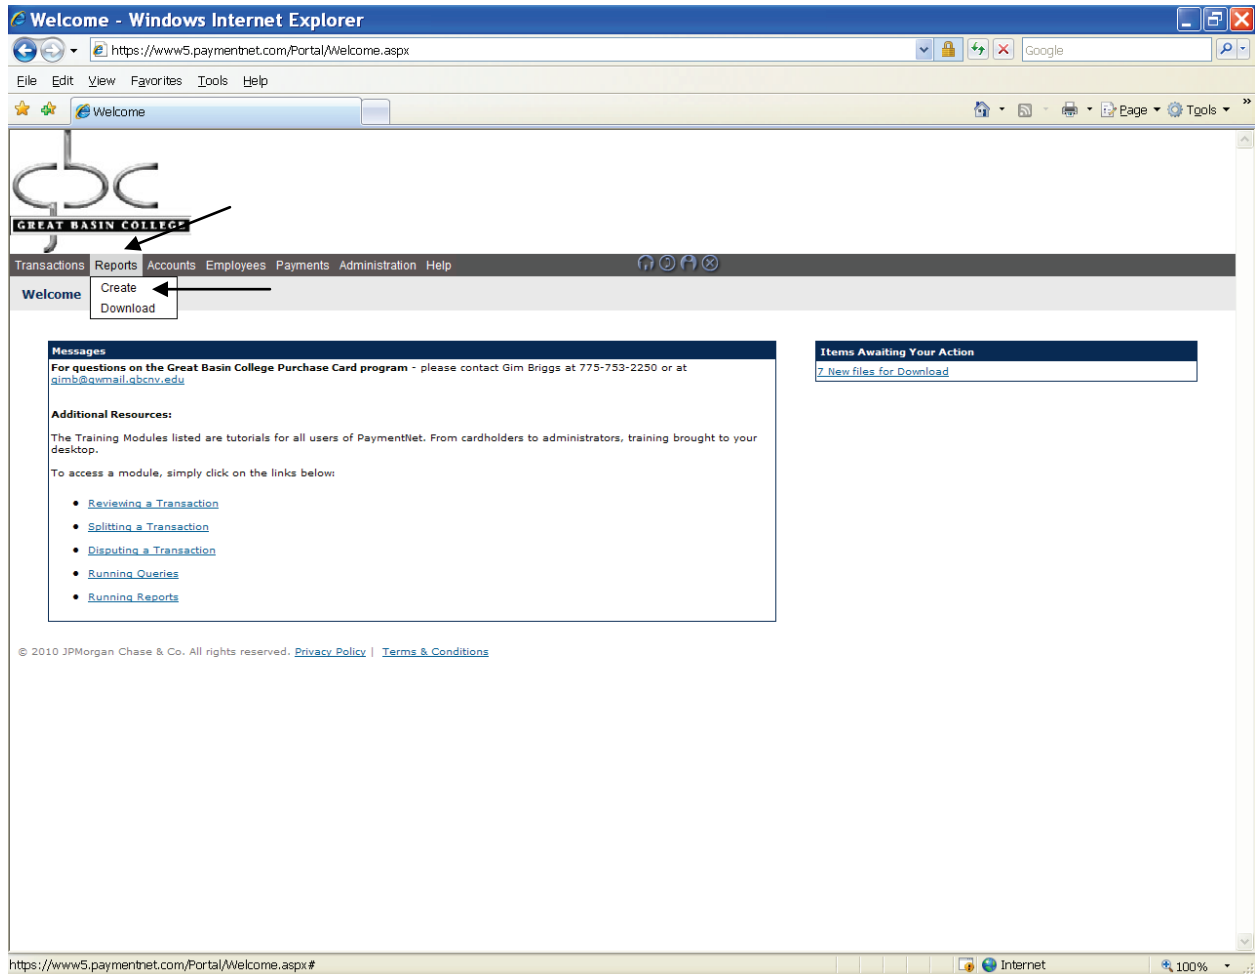 Welcome - Windows Internet Explorer
https://www5.paymentnet.com/Portal/Welcome.aspx
Google
File Edit View Favorites Tools Help
Welcome
Page Tools »
gbc
GREAT BASIN COLLEGE
Transactions Reports Accounts Employees Payments Administration Help
Welcome
Create
Download
Messages
For questions on the Great Basin College Purchase Card program - please contact Gim Briggs at 775-753-2250 or at
gimb@gwmail.gbcnv.edu
Additional Resources:
The Training Modules listed are tutorials for all users of PaymentNet. From cardholders to administrators, training brought to your
desktop.
To access a module, simply click on the links below:
• Reviewing a Transaction
• Splitting a Transaction
• Disputing a Transaction
• Running Queries
• Running Reports
Items Awaiting Your Action
7 New files for Download
© 2010 JPMorgan Chase & Co. All rights reserved. Privacy Policy | Terms & Conditions
https://www5.paymentnet.com/Portal/Welcome.aspx#
Internet
100%